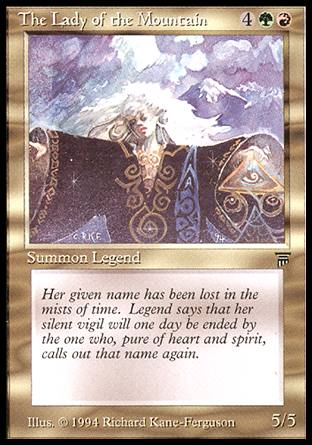 The Lady of the Mountain 4
C.RKF. 94
Summon Legend
Her given name has been lost in the
mists of time. Legend says that her
silent vigil will one day be ended by
the one who, pure of heart and spirit,
calls out that name again.
Illus. © 1994 Richard Kane-Ferguson 5/5